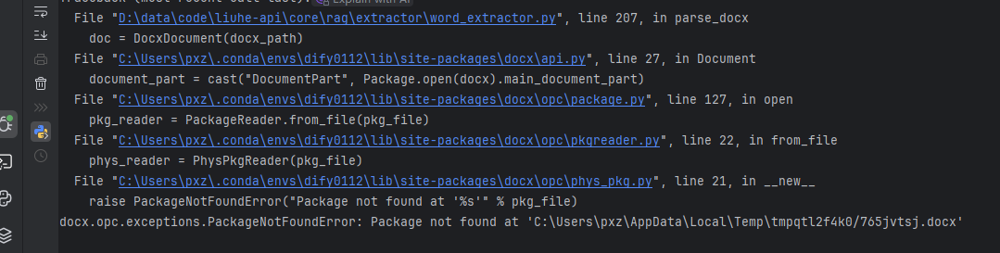 Traceback (most recent call last): Explain with AI
File "D:\data\code\liuhe-api\core\rag\extractor\word_extractor.py", line 207, in parse_docx
doc = DocxDocument(docx_path)
File "C:\Users\pxz\.conda\envs\dify0112\lib\site-packages\docx\api.py", line 27, in Document
document_part = cast("DocumentPart", Package.open(docx).main_document_part)
File "C:\Users\pxz\.conda\envs\dify0112\lib\site-packages\docx\opc\package.py", line 127, in open
pkg_reader = PackageReader.from_file(pkg_file)
File "C:\Users\pxz\.conda\envs\dify0112\lib\site-packages\docx\opc\pkgreader.py", line 22, in from_file
phys_reader = PhysPkgReader(pkg_file)
File "C:\Users\pxz\.conda\envs\dify0112\lib\site-packages\docx\opc\phys_pkg.py", line 21, in __new__
raise PackageNotFoundError("Package not found at '%s'" % pkg_file)
docx.opc.exceptions.PackageNotFoundError: Package not found at 'C:\Users\pxz\AppData\Local\Temp\tmpqtl2f4k0/765jvtsj.docx'